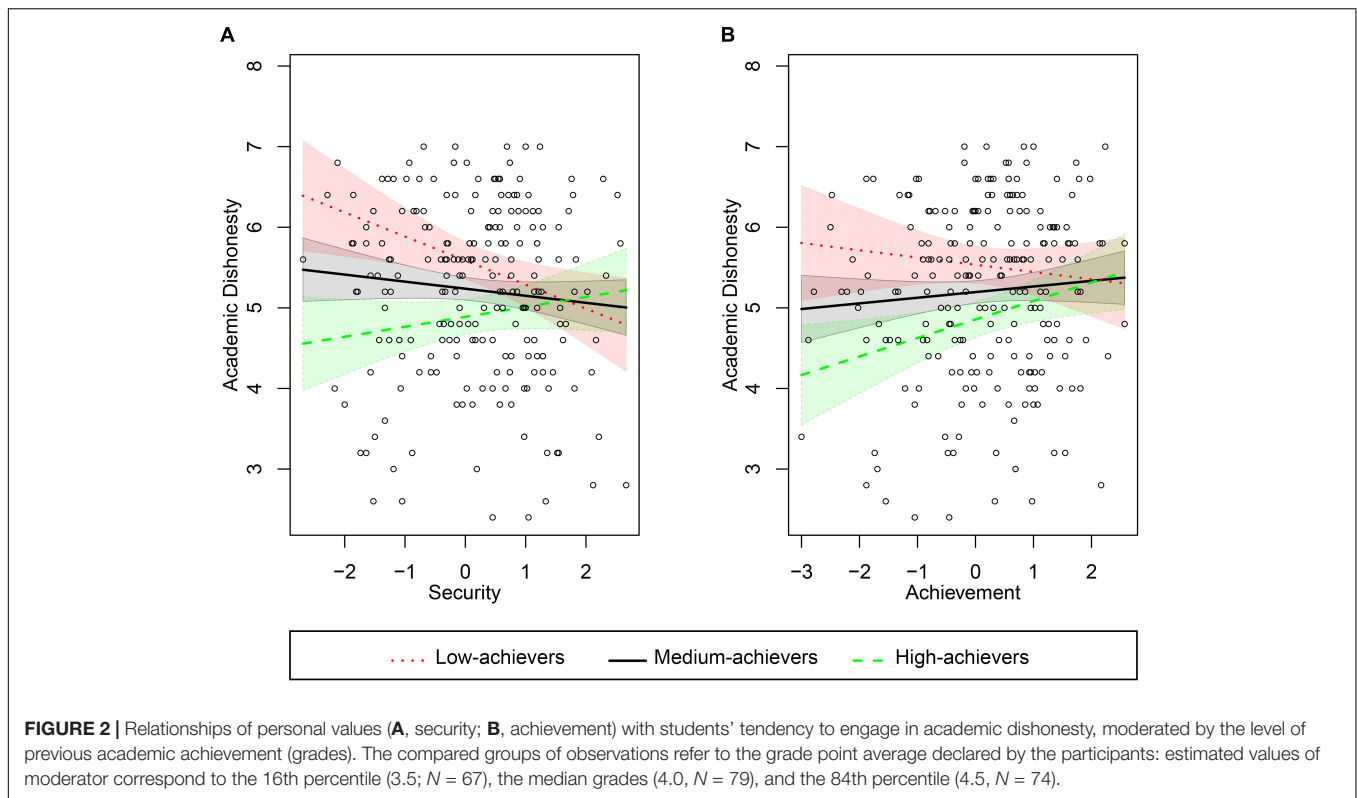 A
B
8
7
6
5
4
3
Academic Dishonesty
−2 −1 0 1 2
Security
8
7
6
5
4
3
Academic Dishonesty
−3 −2 −1 0 1 2
Achievement
Low-achievers Medium-achievers High-achievers
FIGURE 2 | Relationships of personal values (A, security; B, achievement) with students' tendency to engage in academic dishonesty, moderated by the level of
previous academic achievement (grades). The compared groups of observations refer to the grade point average declared by the participants: estimated values of
moderator correspond to the 16th percentile (3.5; N = 67), the median grades (4.0, N = 79), and the 84th percentile (4.5, N = 74).